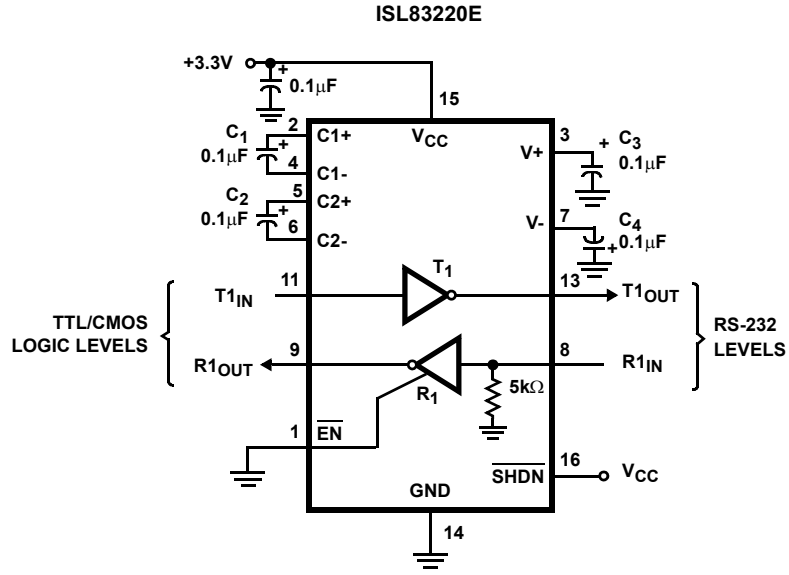 ISL83220E
+3.3V
+
0.1µF
15
2
C1+
VCC
3
C1
0.1µF
+
4
C1-
V+
+
C3
0.1µF
5
C2+
C2
0.1µF
+
6
C2-
V-
7
C4
0.1µF
+
T1
11
13
T1IN
T1OUT
TTL/CMOS
LOGIC LEVELS
RS-232
LEVELS
9
8
R1OUT
R1IN
R1
5kΩ
1
EN
16
SHDN
VCC
GND
14